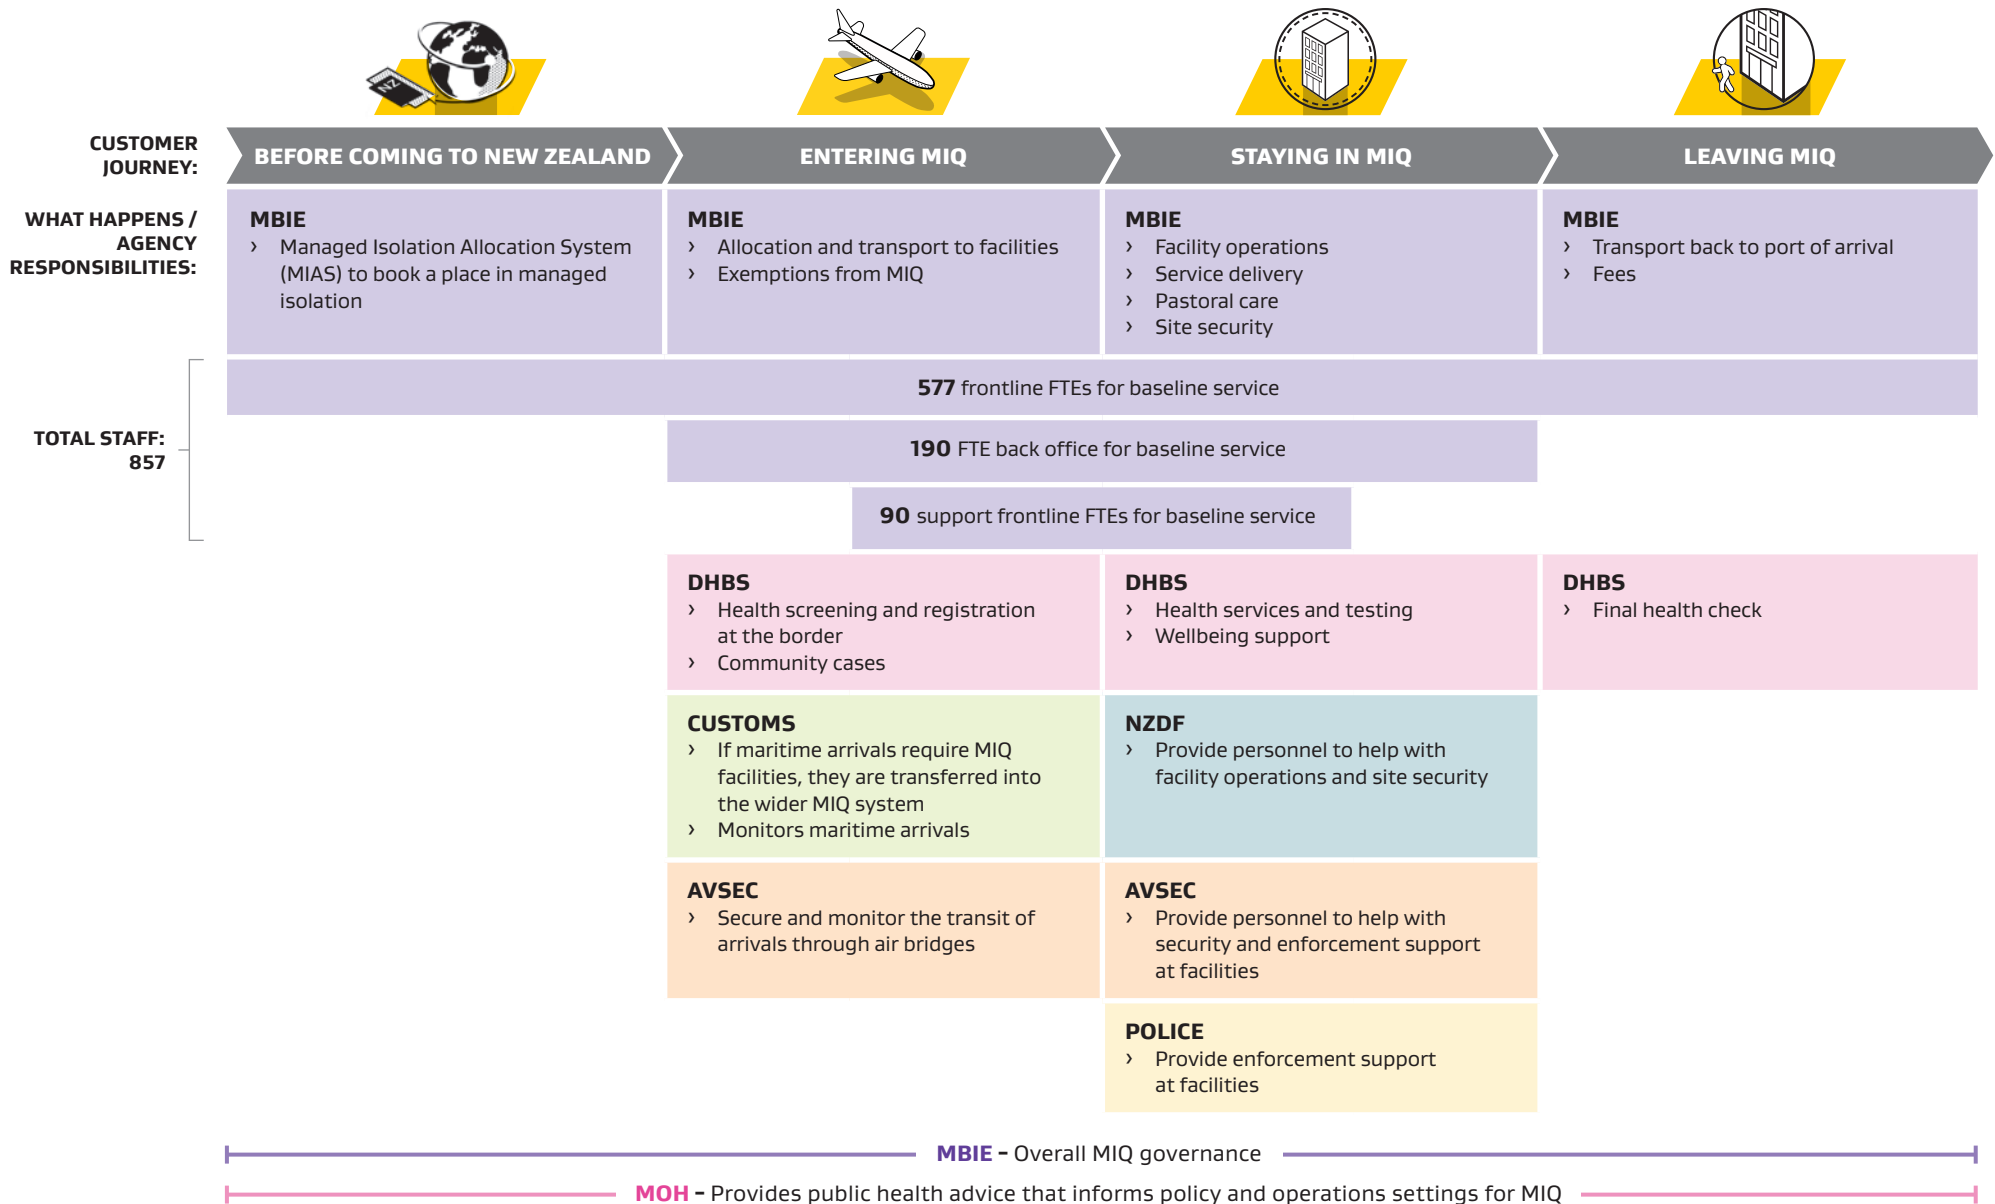 NZ
CUSTOMER
JOURNEY:
BEFORE COMING TO NEW ZEALAND
ENTERING MIQ
STAYING IN MIQ
LEAVING MIQ
WHAT HAPPENS /
AGENCY
RESPONSIBILITIES:
MBIE
› Managed Isolation Allocation System
(MIAS) to book a place in managed
isolation
MBIE
› Allocation and transport to facilities
› Exemptions from MIQ
MBIE
› Facility operations
› Service delivery
› Pastoral care
› Site security
MBIE
› Transport back to port of arrival
› Fees
TOTAL STAFF:
857
577 frontline FTEs for baseline service
190 FTE back office for baseline service
90 support frontline FTEs for baseline service
DHBS
› Health screening and registration
at the border
› Community cases
DHBS
› Health services and testing
› Wellbeing support
DHBS
› Final health check
CUSTOMS
› If maritime arrivals require MIQ
facilities, they are transferred into
the wider MIQ system
› Monitors maritime arrivals
NZDF
› Provide personnel to help with
facility operations and site security
AVSEC
› Secure and monitor the transit of
arrivals through air bridges
AVSEC
› Provide personnel to help with
security and enforcement support
at facilities
POLICE
› Provide enforcement support
at facilities
MBIE – Overall MIQ governance
MOH – Provides public health advice that informs policy and operations settings for MIQ